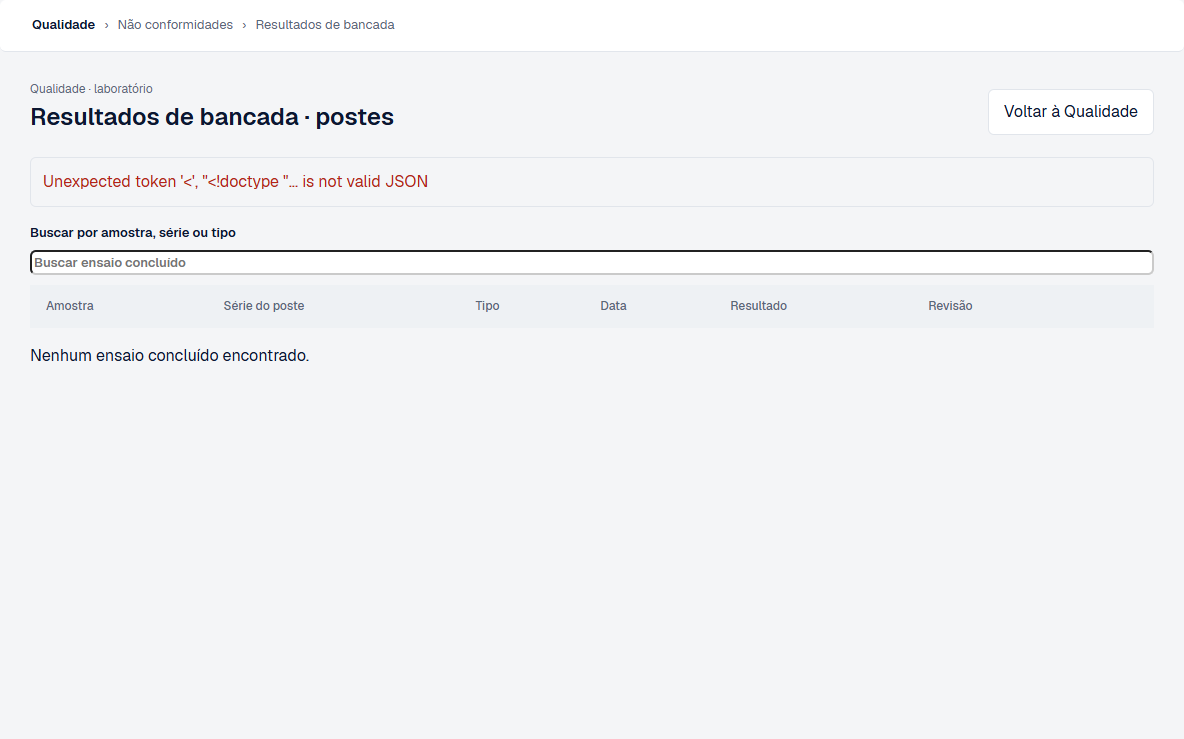 Qualidade › Não conformidades › Resultados de bancada
Qualidade · laboratório
Resultados de bancada · postes
Voltar à Qualidade
Unexpected token '<', "<!doctype "... is not valid JSON
Buscar por amostra, série ou tipo
Buscar ensaio concluído
Amostra Série do poste Tipo Data Resultado Revisão
Nenhum ensaio concluído encontrado.